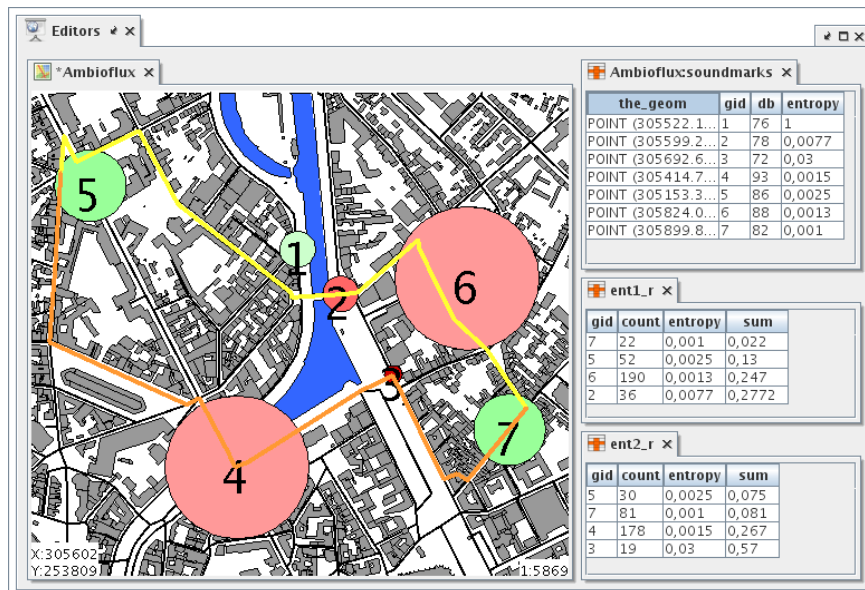 Editors
*Ambioflux
5
1
6
2
3
7
4
X:305602
Y:253809
1:5869
Ambioflux:soundmarks
the_geom gid db entropy
POINT (305522.1... 1 76 1
POINT (305599.2... 2 78 0,0077
POINT (305692.6... 3 72 0,03
POINT (305414.7... 4 93 0,0015
POINT (305153.3... 5 86 0,0025
POINT (305824.0... 6 88 0,0013
POINT (305899.8... 7 82 0,001
ent1_r
gid count entropy sum
7 22 0,001 0,022
5 52 0,0025 0,13
6 190 0,0013 0,247
2 36 0,0077 0,2772
ent2_r
gid count entropy sum
5 30 0,0025 0,075
7 81 0,001 0,081
4 178 0,0015 0,267
3 19 0,03 0,57